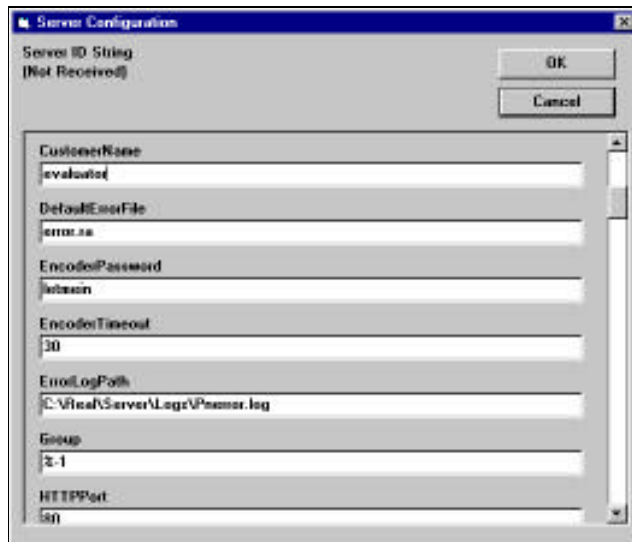 Server Configuration
Server ID String
(Not Received)
OK
Cancel
CustomerName
evaluator
DefaultErrorFile
error.ra
EncoderPassword
letmein
EncoderTimeout
30
ErrorLogPath
C:\Real\Server\Logs\Pnerror.log
Group
%-1
HTTPPort
80